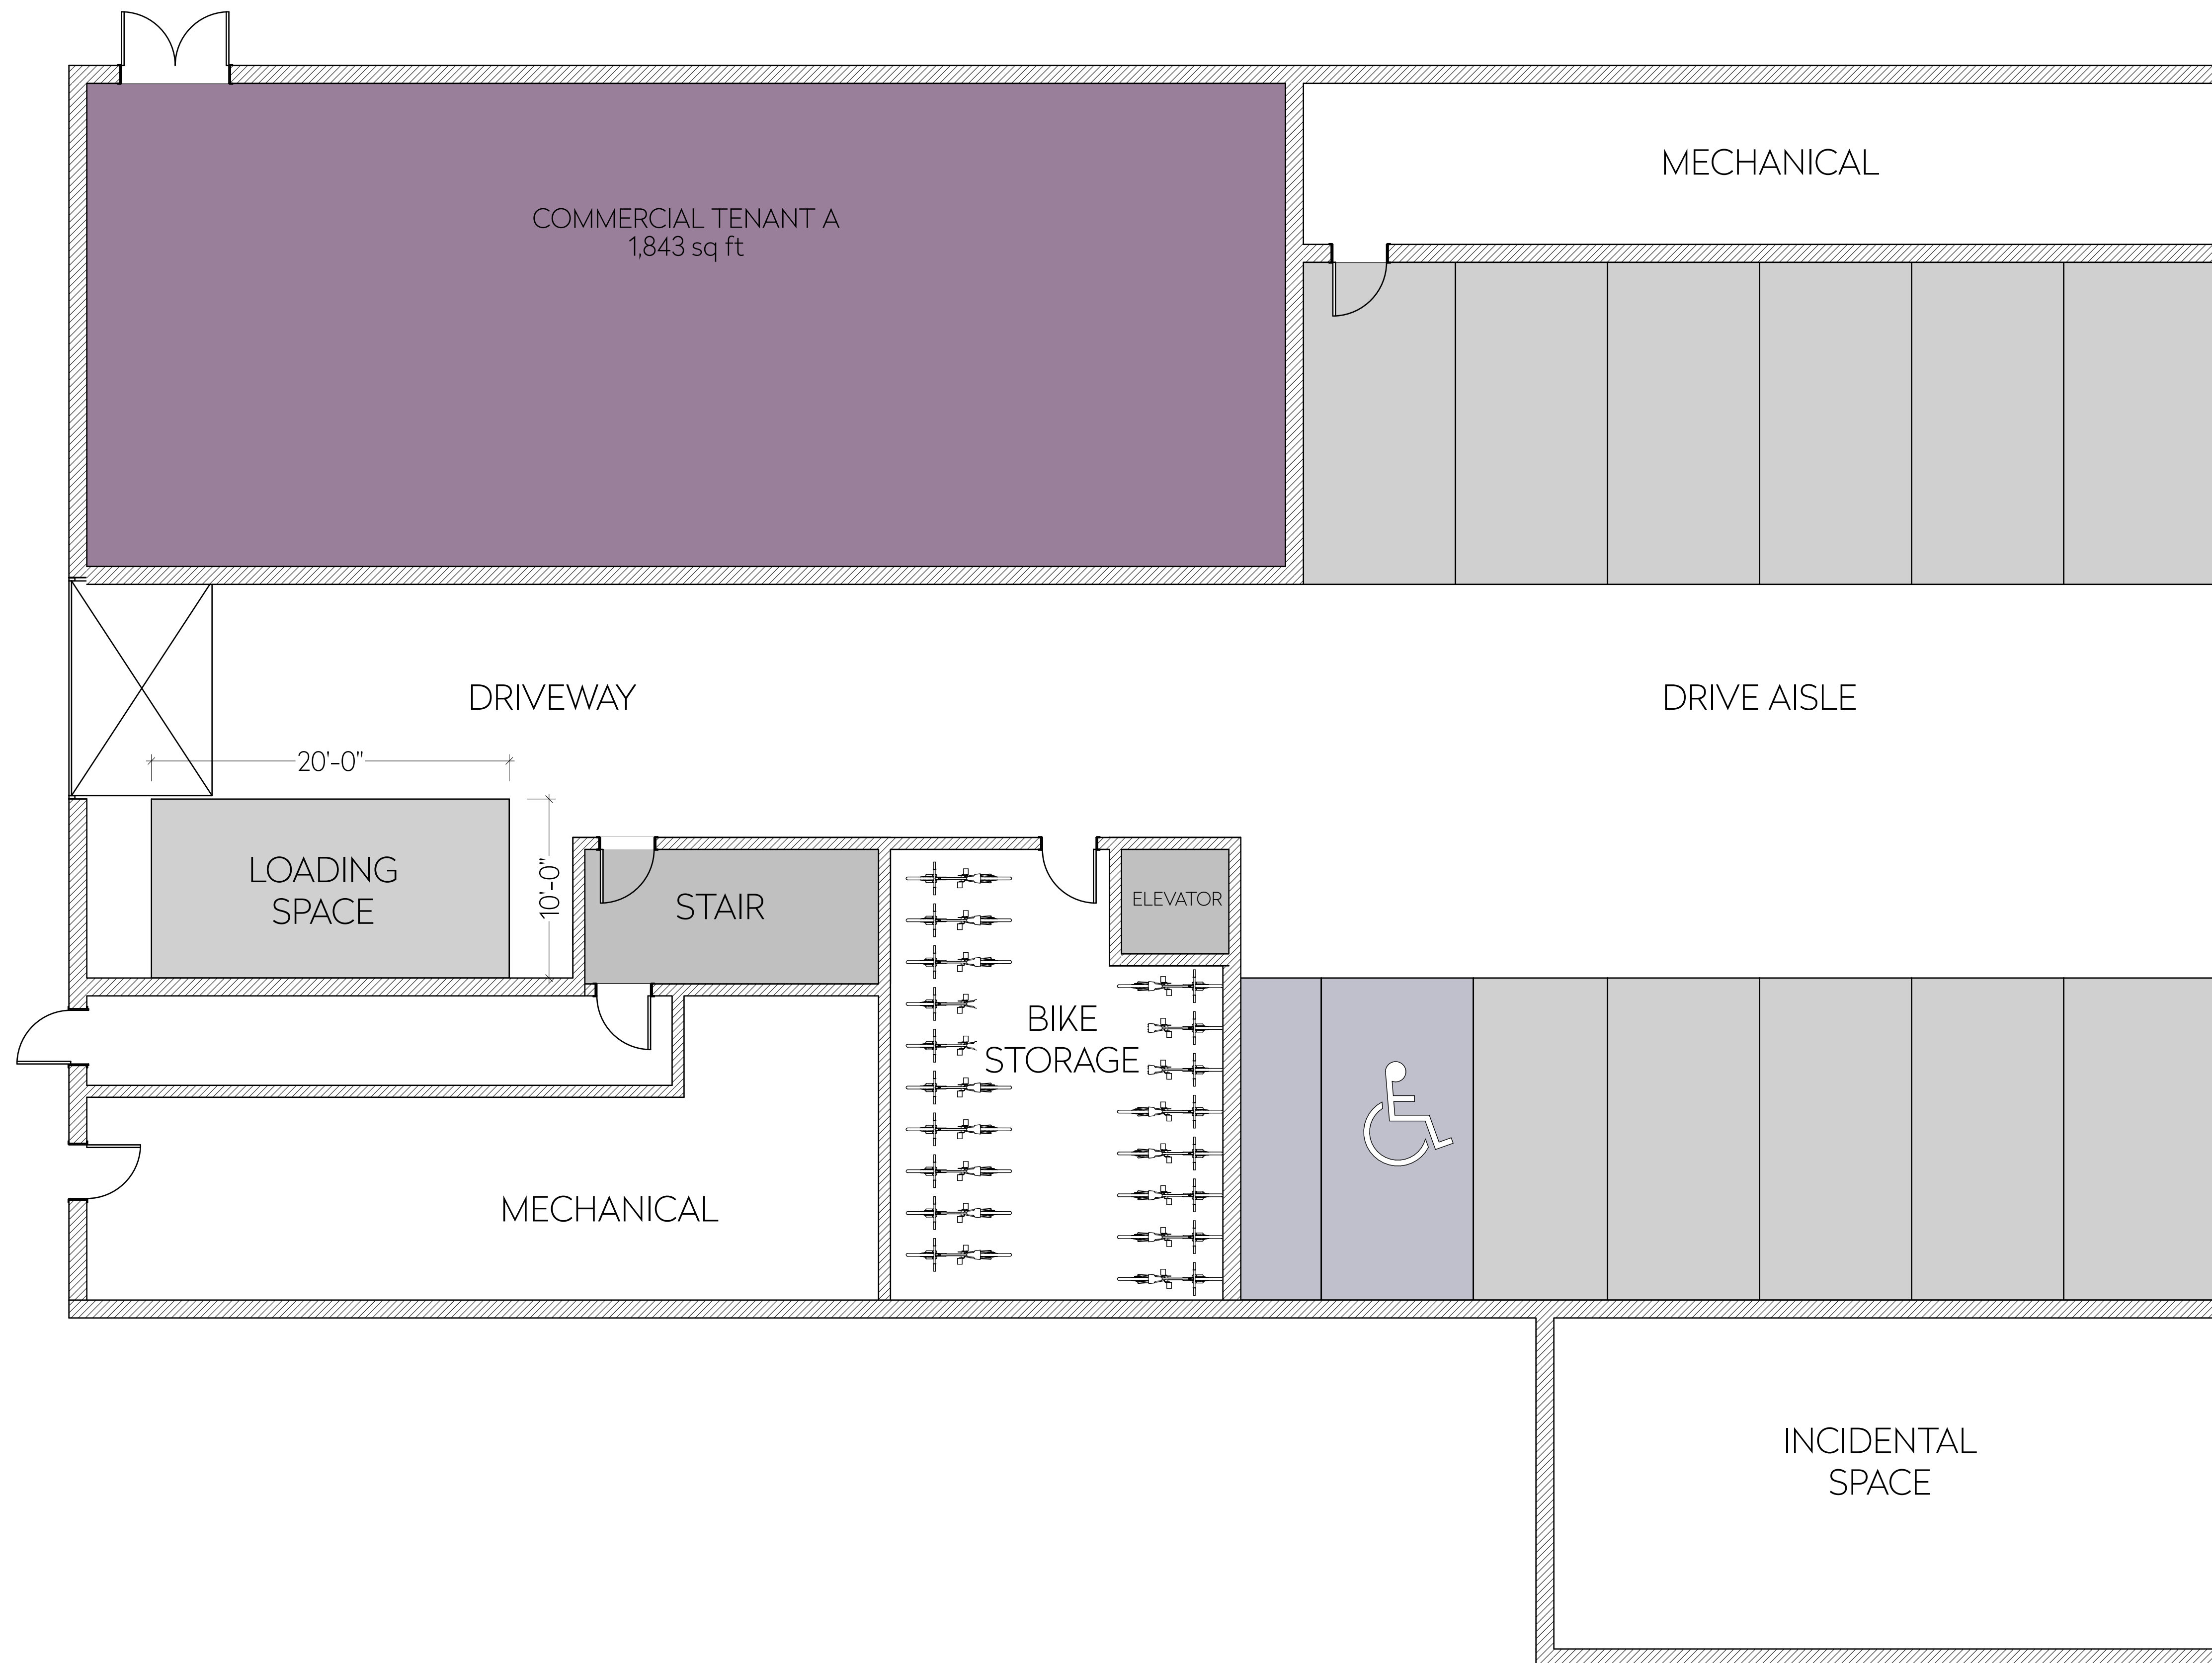 COMMERCIAL TENANT A
1,843 sq ft
MECHANICAL
DRIVEWAY
DRIVE AISLE
20'-0"
10'-0"
LOADING
SPACE
STAIR
ELEVATOR
BIKE
STORAGE
MECHANICAL
INCIDENTAL
SPACE